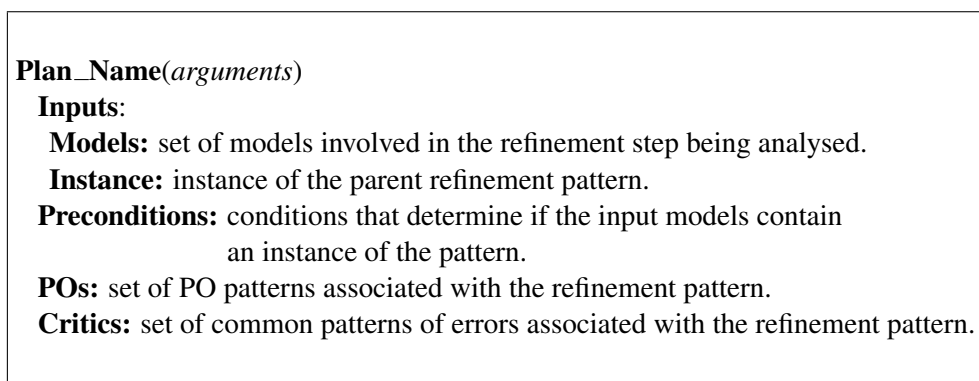 Plan_Name(arguments)
Inputs:
Models: set of models involved in the refinement step being analysed.
Instance: instance of the parent refinement pattern.
Preconditions: conditions that determine if the input models contain
an instance of the pattern.
POs: set of PO patterns associated with the refinement pattern.
Critics: set of common patterns of errors associated with the refinement pattern.